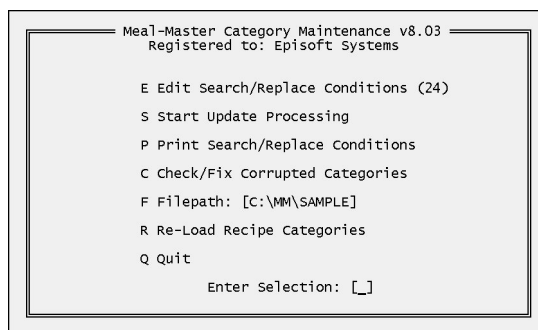 Meal-Master Category Maintenance v8.03
Registered to: Episoft Systems
E Edit Search/Replace Conditions (24)
S Start Update Processing
P Print Search/Replace Conditions
C Check/Fix Corrupted Categories
F Filepath: [C:\MM\SAMPLE]
R Re-Load Recipe Categories
Q Quit
Enter Selection: [_]